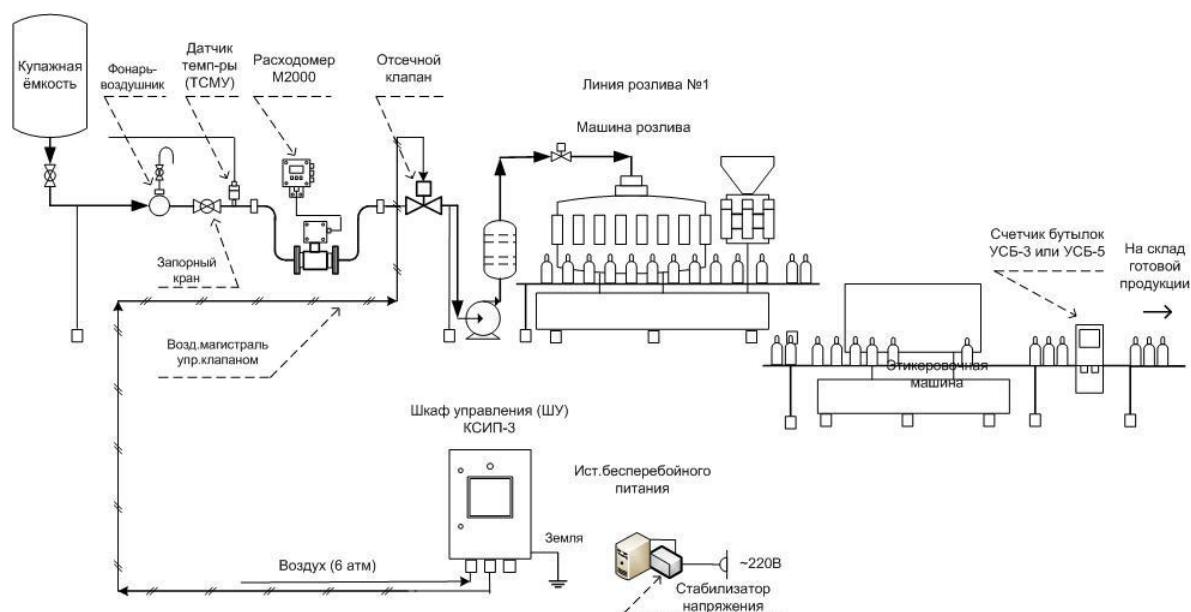 Купажная
ёмкость
Фонарь-
воздушник
Датчик
темп-ры
(ТСМУ)
Расходомер
М2000
Отсечной
клапан
Линия розлива №1
Машина розлива
Счетчик бутылок
УСБ-3 или УСБ-5
На склад
готовой
продукции
Запорный
кран
Возд.магистраль
упр.клапаном
Этикеровочная
машина
Шкаф управления (ШУ)
КСИП-3
Ист.бесперебойного
питания
Земля
Воздух (6 атм)
~220В
Стабилизатор
напряжения